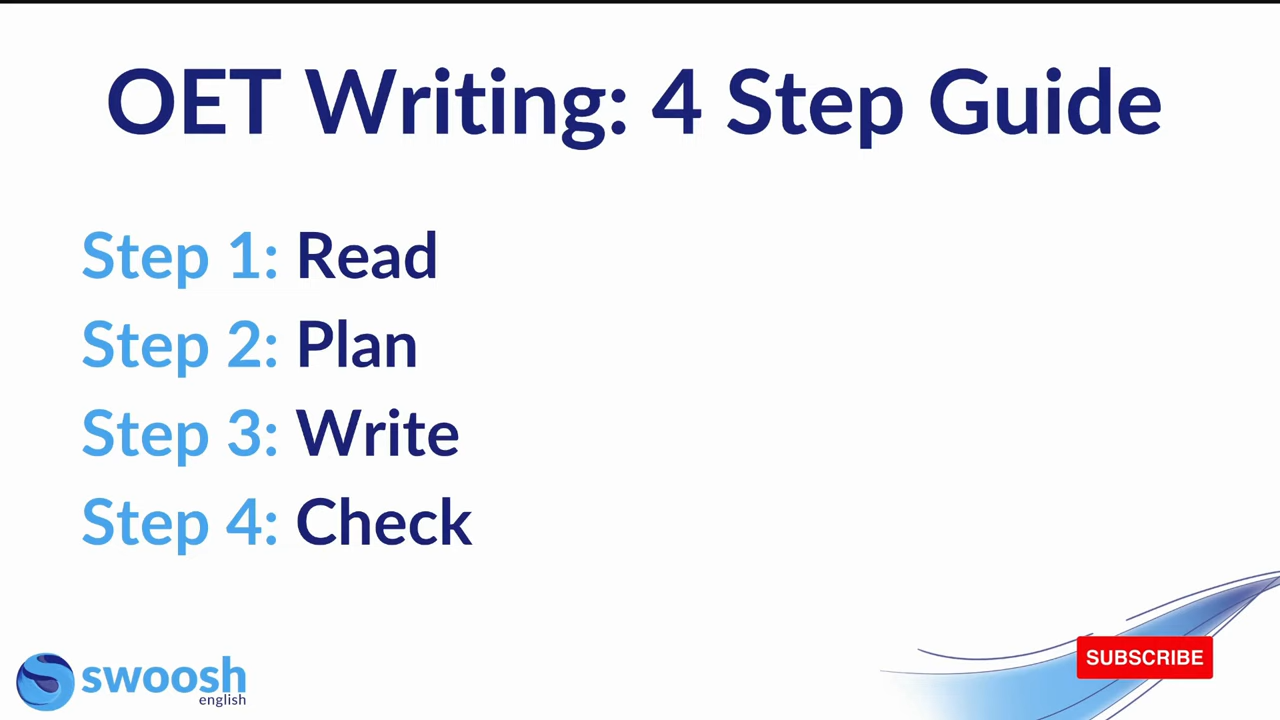 OET Writing: 4 Step Guide
Step 1: Read
Step 2: Plan
Step 3: Write
Step 4: Check
swoosh
english
SUBSCRIBE